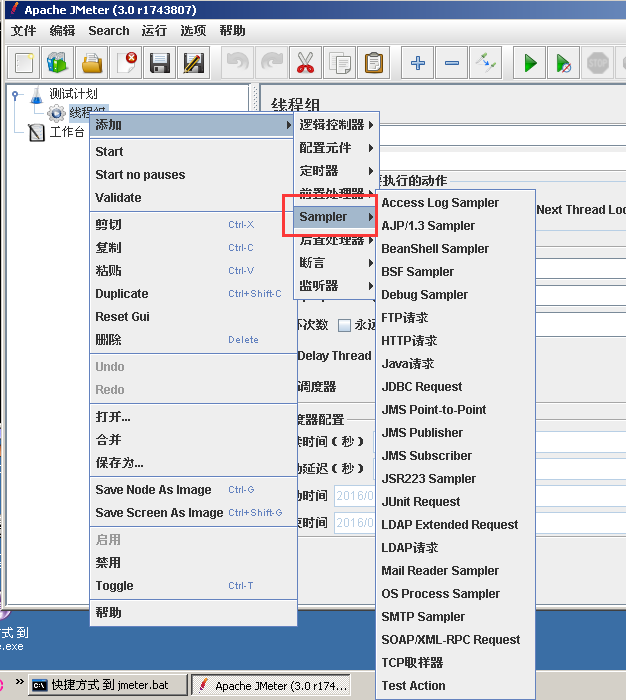 Apache JMeter (3.0 r1743807)
文件 编辑 Search 运行 选项 帮助
STOP
测试计划
线程组
工作台
线程组
添加
Start
Start no pauses
Validate
剪切 Ctrl-X
复制 Ctrl-C
粘贴 Ctrl-V
Duplicate Ctrl+Shift-C
Reset Gui
删除 Delete
Undo
Redo
打开...
合并
保存为...
Save Node As Image Ctrl-G
Save Screen As Image Ctrl+Shift-G
启用
禁用
Toggle Ctrl-T
帮助
逻辑控制器
配置元件
定时器
前置处理器
Sampler
后置处理器
断言
监听器
执行的动作
Next Thread Loo
次数 永远
Delay Thread
调度器
度器配置
时间（秒）
延迟（秒）
时间 2016/0
时间 2016/0
Access Log Sampler
AJP/1.3 Sampler
BeanShell Sampler
BSF Sampler
Debug Sampler
FTP请求
HTTP请求
Java请求
JDBC Request
JMS Point-to-Point
JMS Publisher
JMS Subscriber
JSR223 Sampler
JUnit Request
LDAP Extended Request
LDAP请求
Mail Reader Sampler
OS Process Sampler
SMTP Sampler
SOAP/XML-RPC Request
TCP取样器
Test Action
式 到
e.exe
快捷方式 到 jmeter.bat
Apache JMeter (3.0 r174...